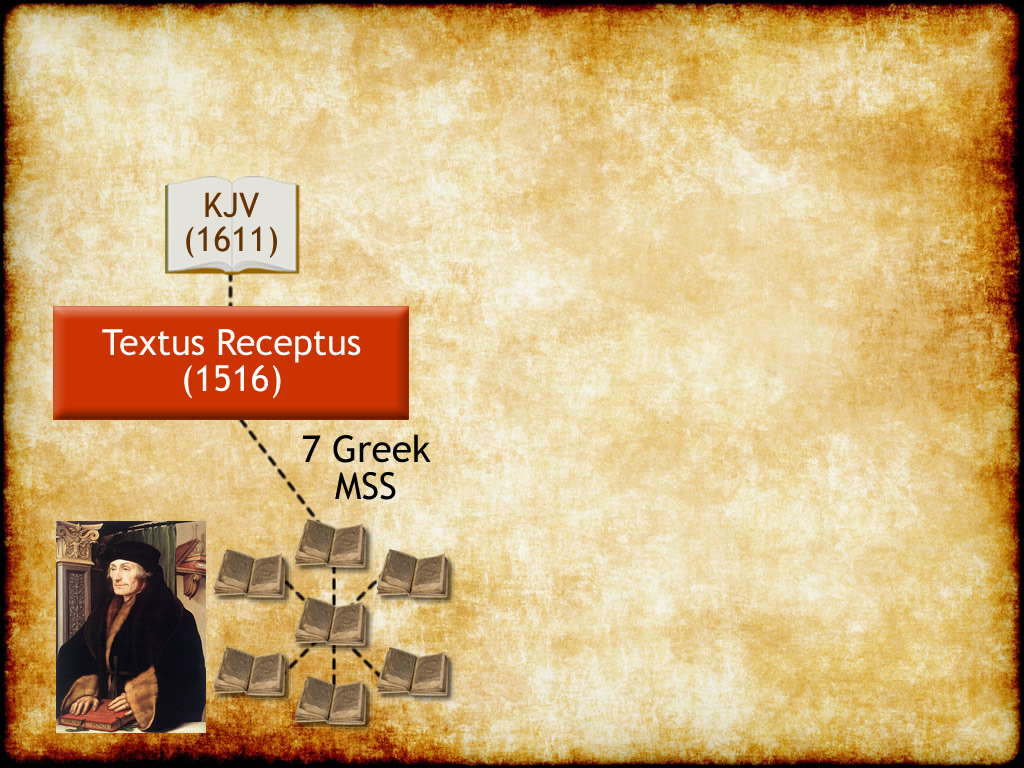 KJV
(1611)
Textus Receptus
(1516)
7 Greek
MSS